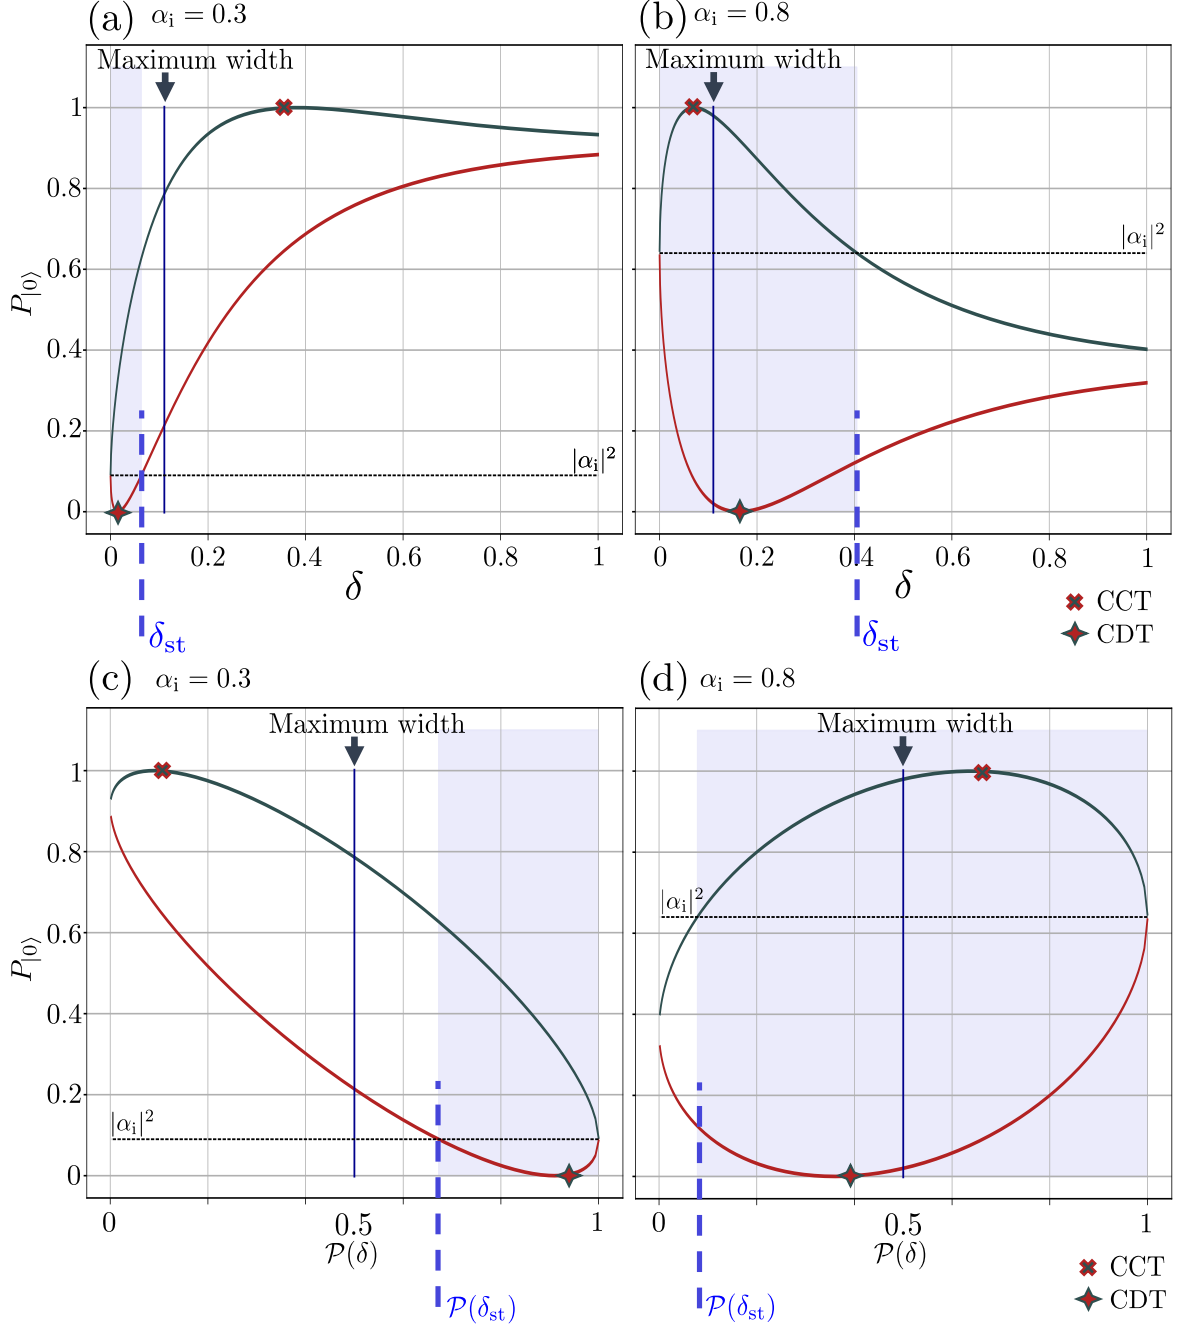 (a) αᵢ = 0.3
(b) αᵢ = 0.8
Maximum width
Maximum width
1
0.8
0.6
0.4
0.2
0
P|0⟩
|αᵢ|²
|αᵢ|²
0 0.2 0.4 0.6 0.8 1
0 0.2 0.4 0.6 0.8 1
δ
δ
δst
δst
CCT
CDT
(c) αᵢ = 0.3
(d) αᵢ = 0.8
Maximum width
Maximum width
1
0.8
0.6
0.4
0.2
0
P|0⟩
|αᵢ|²
|αᵢ|²
0 0.5 1
0 0.5 1
𝒫(δ)
𝒫(δ)
𝒫(δst)
𝒫(δst)
CCT
CDT